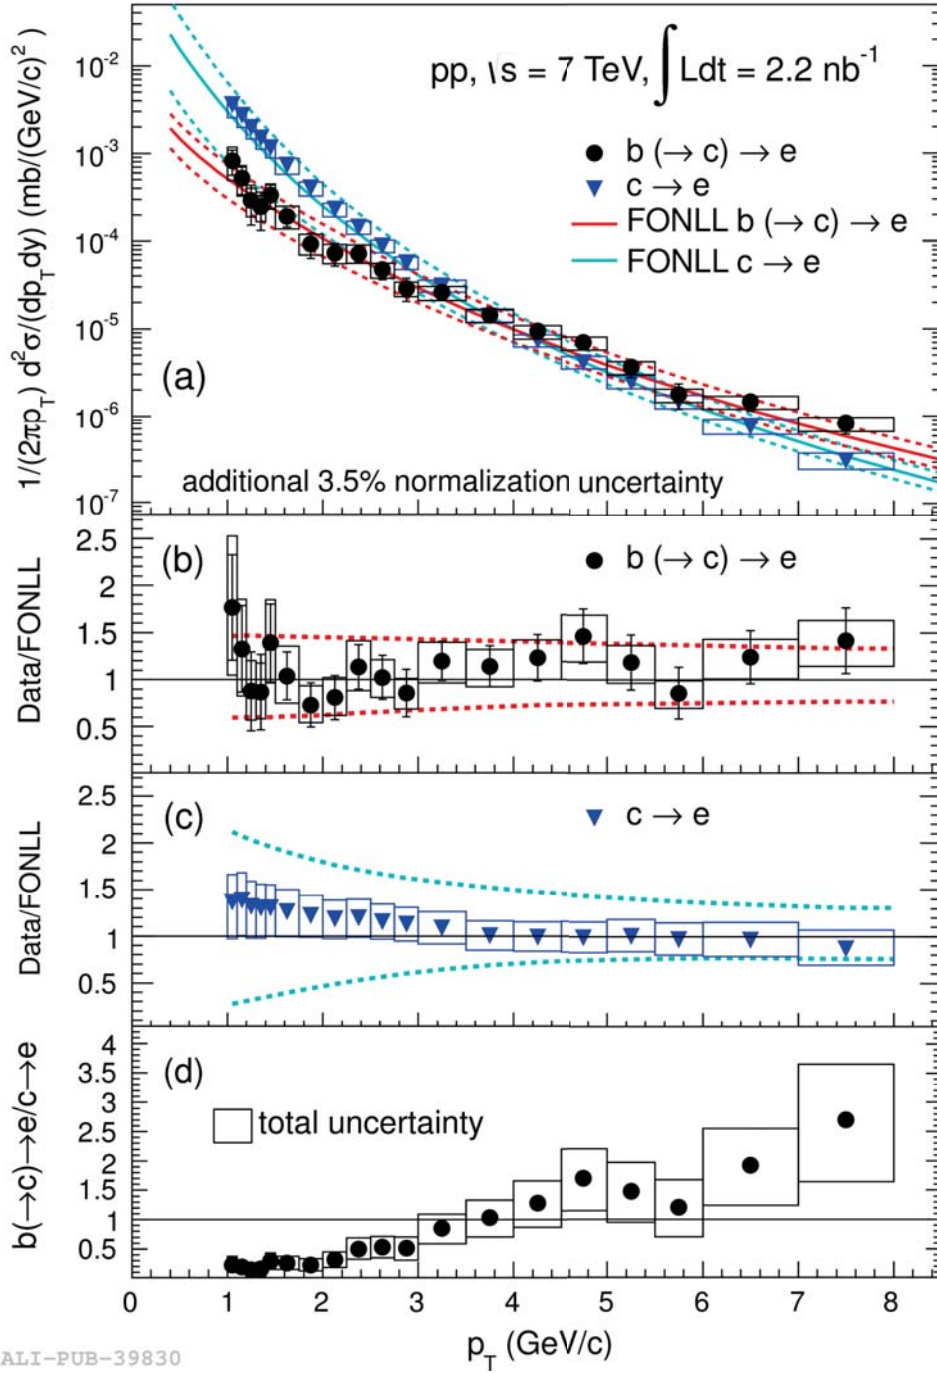 1/(2πp_T) d²σ/(dp_T dy) (mb/(GeV/c)²)
10⁻²
10⁻³
10⁻⁴
10⁻⁵
10⁻⁶
10⁻⁷
pp, √s = 7 TeV, ∫ Ldt = 2.2 nb⁻¹
b (→ c) → e
c → e
FONLL b (→ c) → e
FONLL c → e
(a)
additional 3.5% normalization uncertainty
Data/FONLL
2.5
2
1.5
1
0.5
(b)
b (→ c) → e
Data/FONLL
2.5
2
1.5
1
0.5
(c)
c → e
b(→c)→e/c→e
4
3.5
3
2.5
2
1.5
1
0.5
(d)
total uncertainty
0 1 2 3 4 5 6 7 8
p_T (GeV/c)
ALI-PUB-39830